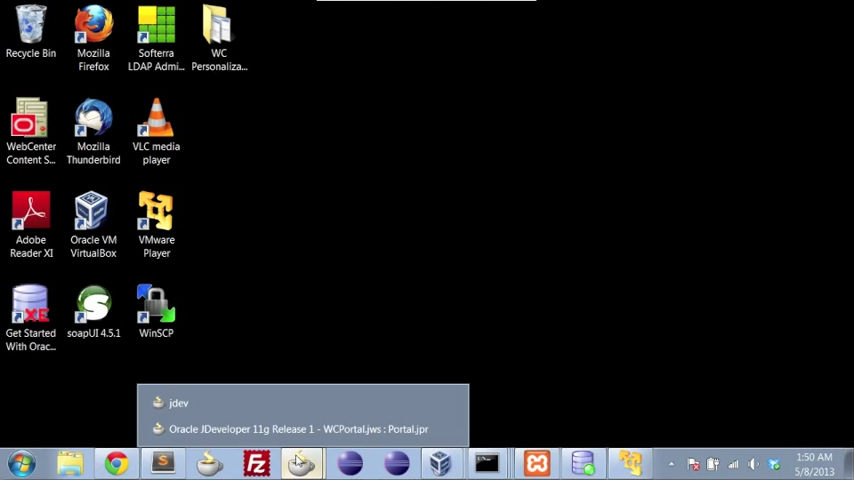 Recycle Bin
Mozilla
Firefox
Softerra
LDAP Admi...
WC
Personaliza...
WebCenter
Content S...
Mozilla
Thunderbird
VLC media
player
Adobe
Reader XI
Oracle VM
VirtualBox
VMware
Player
Get Started
With Orac...
soapUI 4.5.1
WinSCP
jdev
Oracle JDeveloper 11g Release 1 - WCPortal.jws : Portal.jpr
1:50 AM
5/8/2013